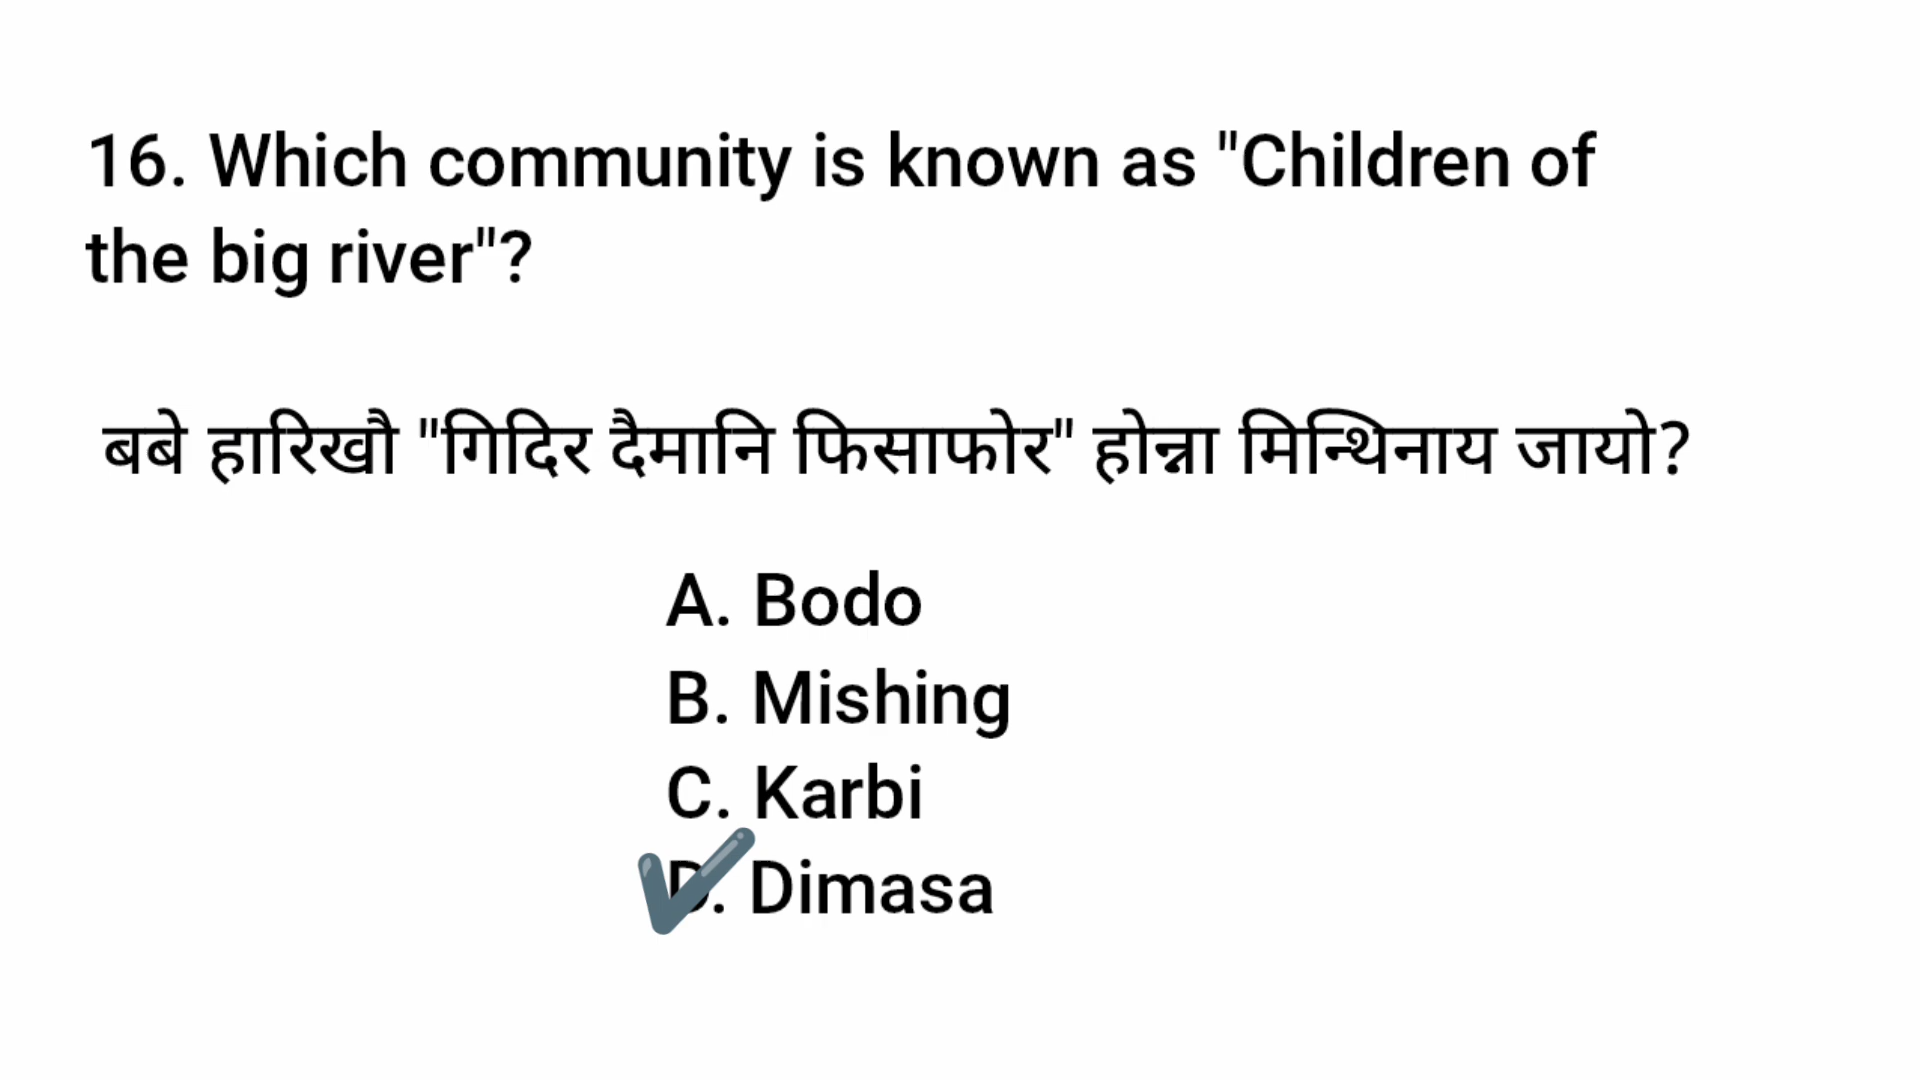 16. Which community is known as "Children of
the big river"?
बबे हारिखौ "गिदिर दैमानि फिसाफोर" होन्ना मिन्थिनाय जायो?
A. Bodo
B. Mishing
C. Karbi
D. Dimasa